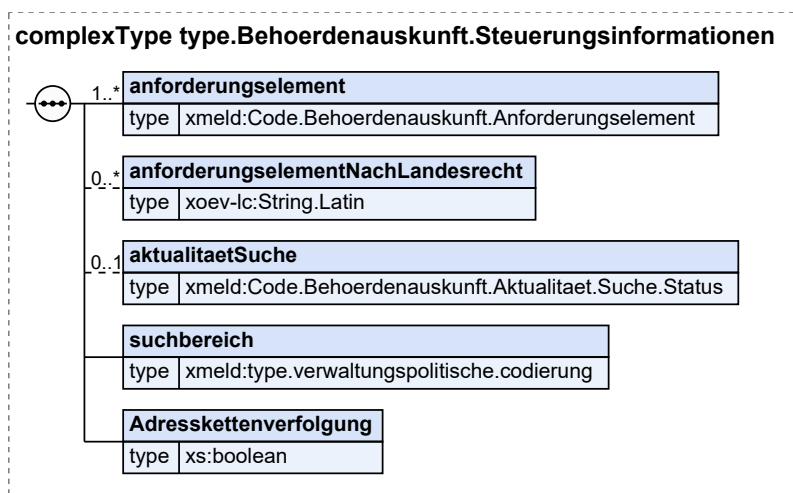 complexType type.Behoerdenauskunft.Steuerungsinformationen
1..* anforderungselement
type xmeld:Code.Behoerdenauskunft.Anforderungselement
0..* anforderungselementNachLandesrecht
type xoev-lc:String.Latin
0..1 aktualitaetSuche
type xmeld:Code.Behoerdenauskunft.Aktualitaet.Suche.Status
suchbereich
type xmeld:type.verwaltungspolitische.codierung
Adresskettenverfolgung
type xs:boolean